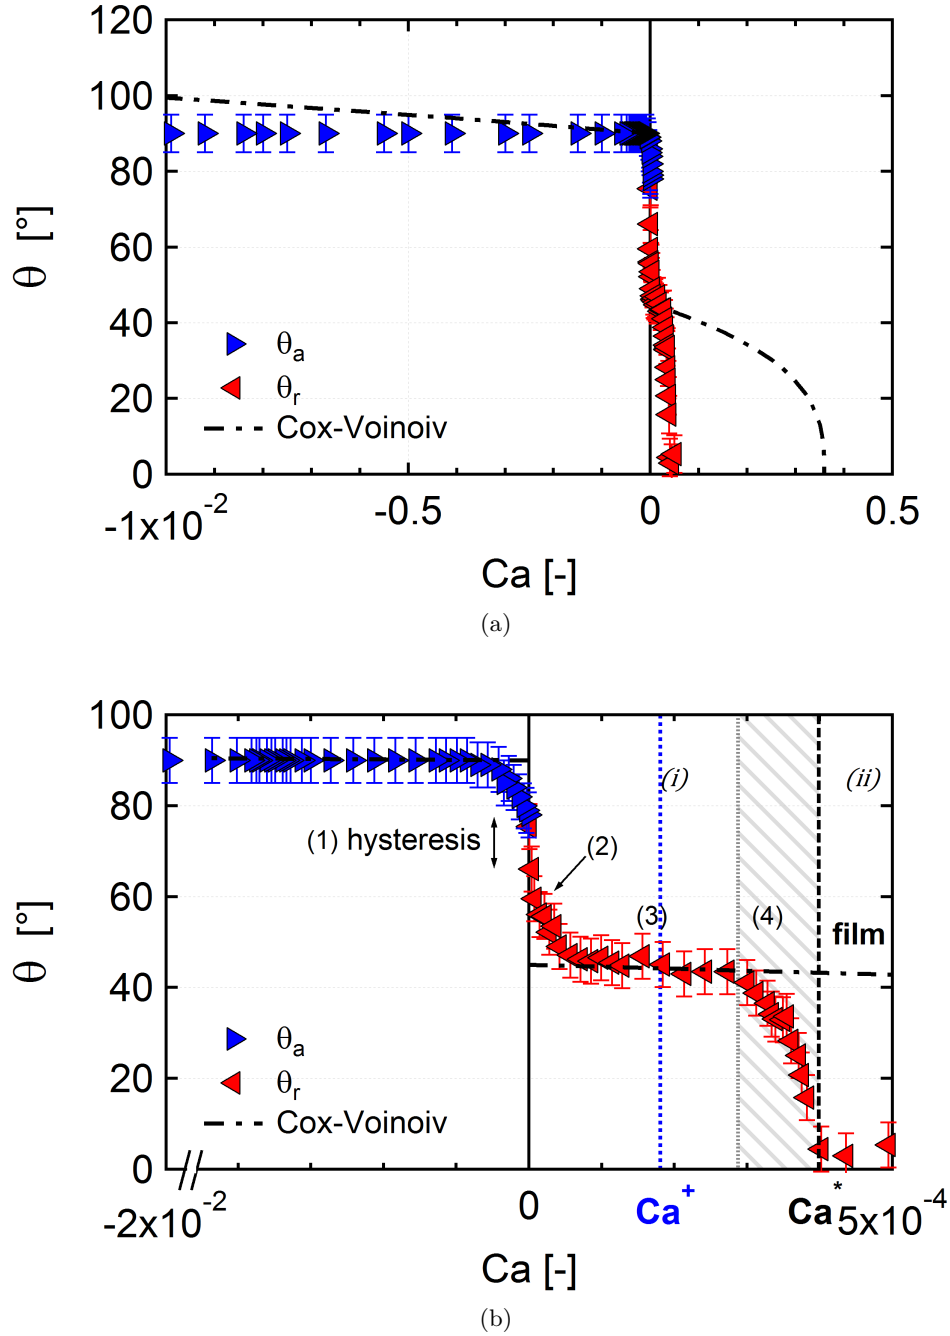 120
100
80
60
40
20
0
θ [°]
θa
θr
Cox-Voinoiv
-1x10-2
-0.5
0
0.5
Ca [-]
(a)
100
80
60
40
20
0
θ [°]
(i)
(ii)
(1) hysteresis
(2)
(3)
(4)
film
θa
θr
Cox-Voinoiv
-2x10-2
0
Ca+
Ca*
5x10-4
Ca [-]
(b)